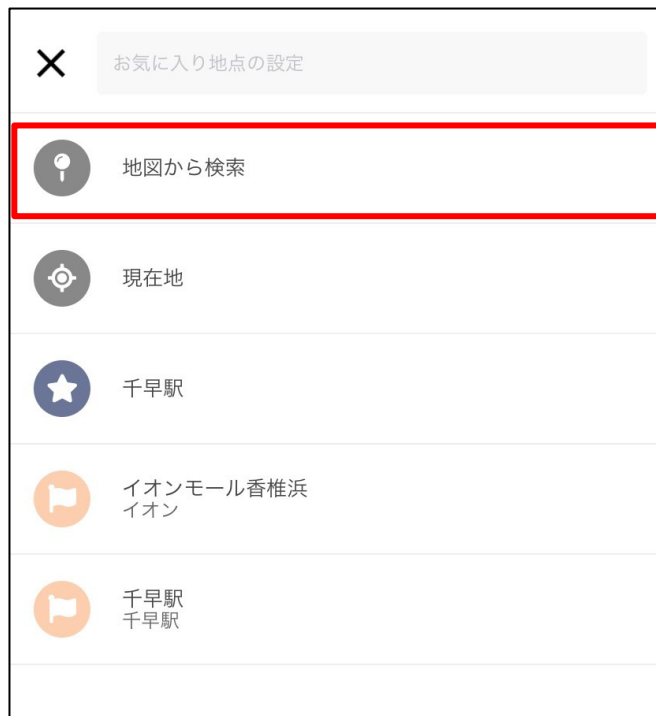 お気に入り地点の設定
地図から検索
現在地
千早駅
イオンモール香椎浜
イオン
千早駅
千早駅